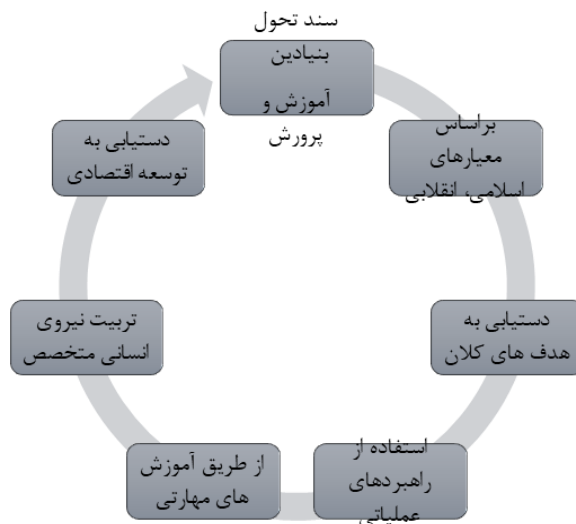 سند تحول
بنیادین
آموزش و
پرورش
براساس
معیارهای
اسلامی، انقلابی
دستیابی به
هدف های کلان
استفاده از
راهبردهای
عملیاتی
از طریق آموزش
های مهارتی
تربیت نیروی
انسانی متخصص
دستیابی به
توسعه اقتصادی